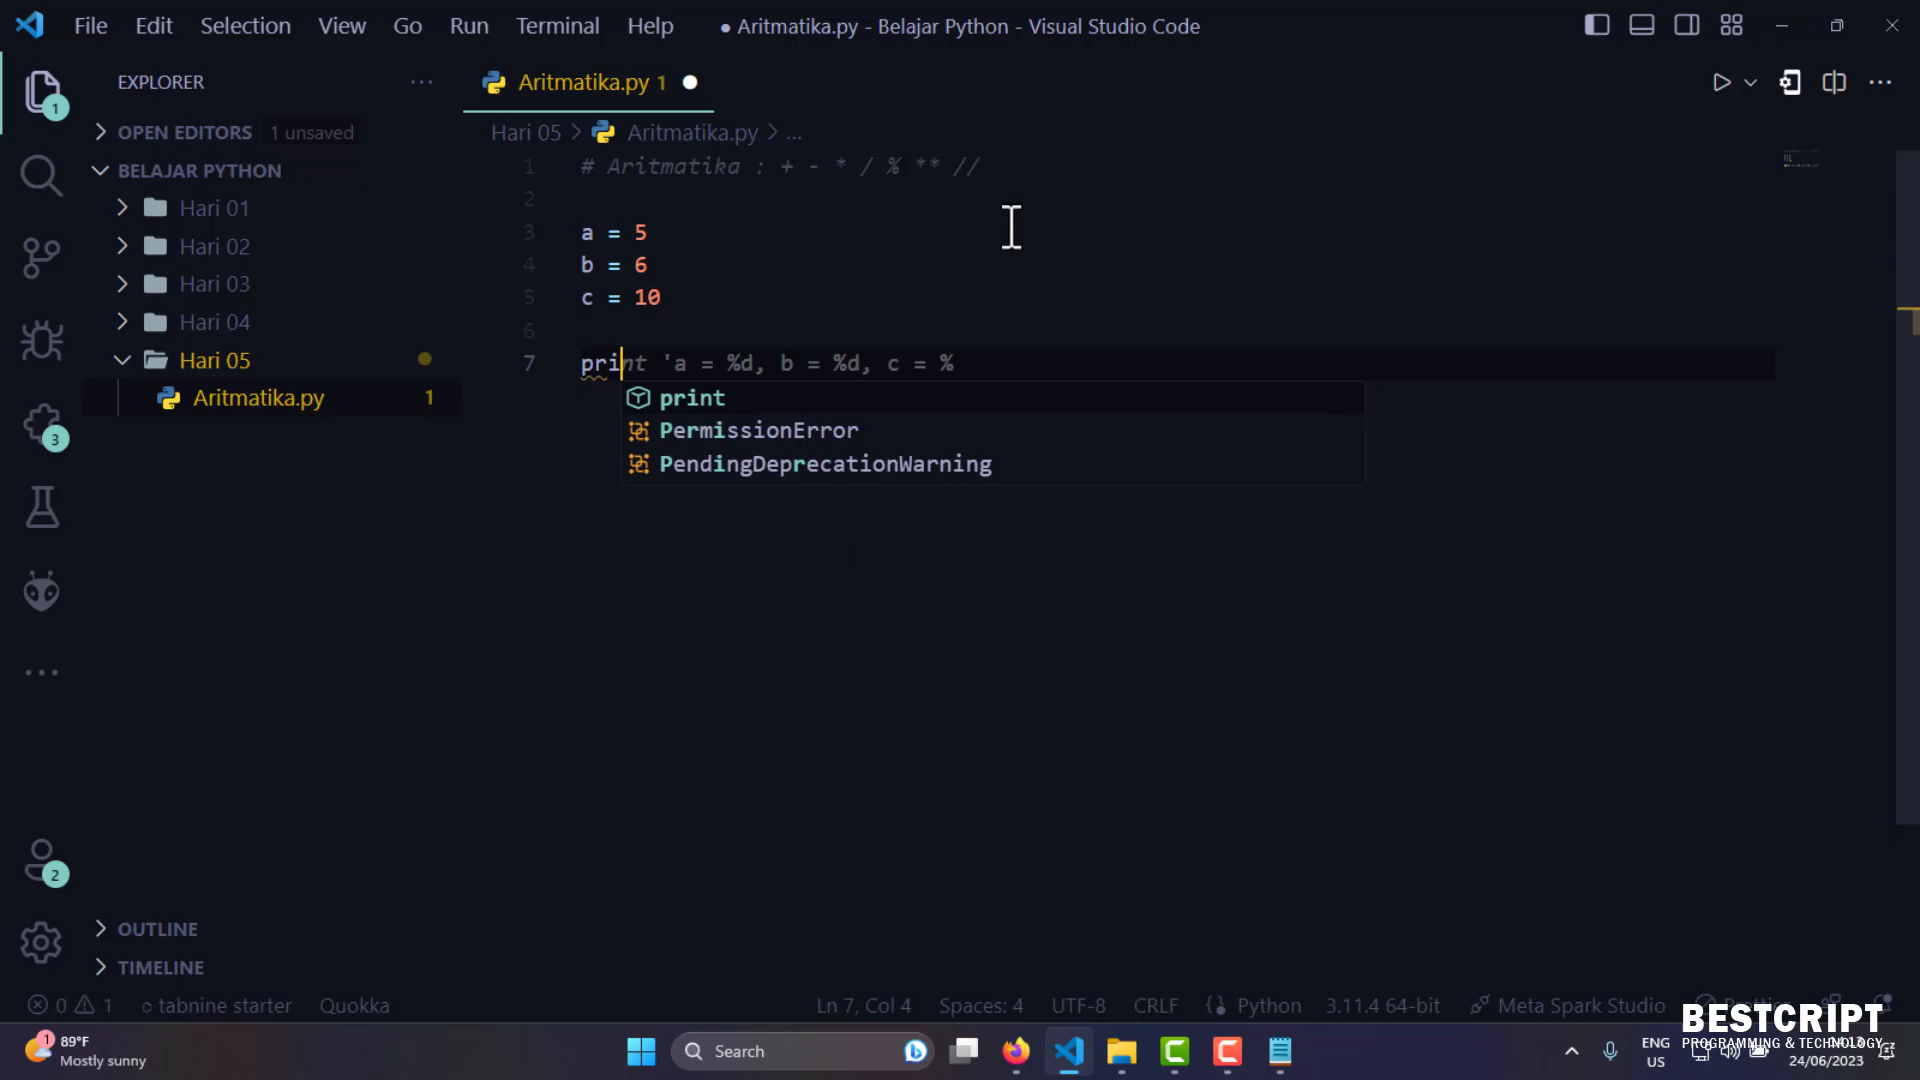 File Edit Selection View Go Run Terminal Help
● Aritmatika.py - Belajar Python - Visual Studio Code
EXPLORER
OPEN EDITORS 1 unsaved
BELAJAR PYTHON
Hari 01
Hari 02
Hari 03
Hari 04
Hari 05
Aritmatika.py 1
1
3
2
OUTLINE
TIMELINE
Aritmatika.py 1
Hari 05 > Aritmatika.py > ...
1 # Aritmatika : + - * / % ** //
2
3 a = 5
4 b = 6
5 c = 10
6
7 print 'a = %d, b = %d, c = %
print
PermissionError
PendingDeprecationWarning
0 1 tabnine starter Quokka
Ln 7, Col 4 Spaces: 4 UTF-8 CRLF Python 3.11.4 64-bit Meta Spark Studio
BESTCRIPT
PROGRAMMING & TECHNOLOGY
1
89°F
Mostly sunny
Search
ENG
US
24/06/2023